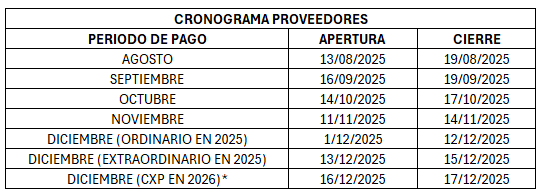 CRONOGRAMA PROVEEDORES
PERIODO DE PAGO APERTURA CIERRE
AGOSTO 13/08/2025 19/08/2025
SEPTIEMBRE 16/09/2025 19/09/2025
OCTUBRE 14/10/2025 17/10/2025
NOVIEMBRE 11/11/2025 14/11/2025
DICIEMBRE (ORDINARIO EN 2025) 1/12/2025 12/12/2025
DICIEMBRE (EXTRAORDINARIO EN 2025) 13/12/2025 15/12/2025
DICIEMBRE (CXP EN 2026)* 16/12/2025 17/12/2025